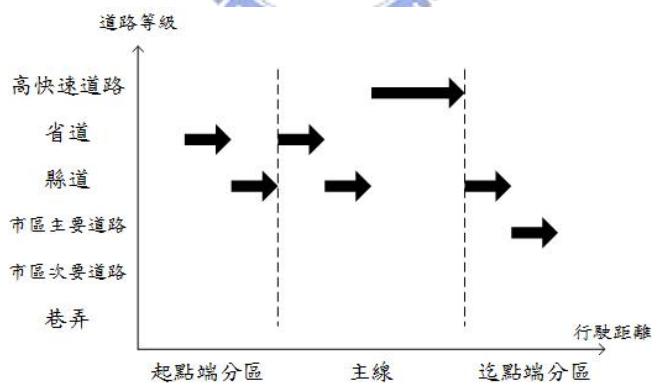 道路等級
高快速道路
省道
縣道
市區主要道路
市區次要道路
巷弄
行駛距離
起點端分區
主線
迄點端分區